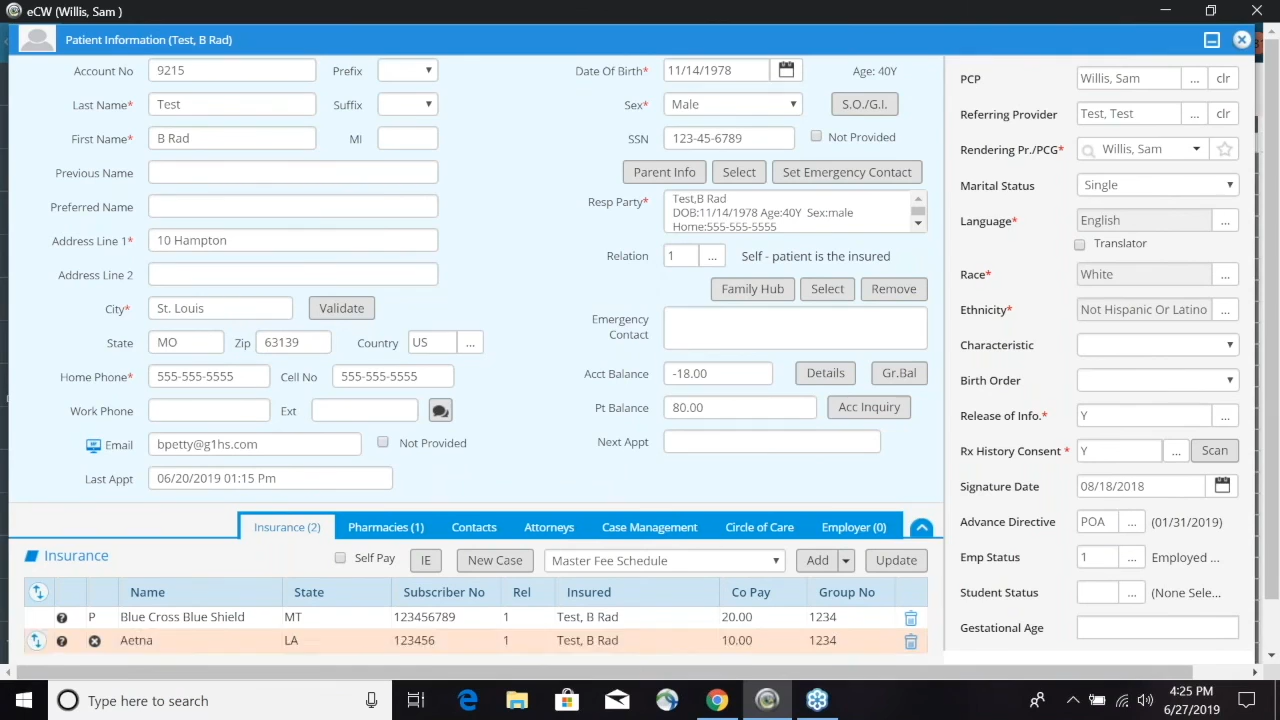 eCW (Willis, Sam )
Patient Information (Test, B Rad)
Account No 9215 Prefix
Last Name* Test Suffix
First Name* B Rad MI
Previous Name
Preferred Name
Address Line 1* 10 Hampton
Address Line 2
City* St. Louis Validate
State MO Zip 63139 Country US ...
Home Phone* 555-555-5555 Cell No 555-555-5555
Work Phone Ext
Email bpetty@g1hs.com Not Provided
Last Appt 06/20/2019 01:15 Pm
Date Of Birth* 11/14/1978 Age: 40Y
Sex* Male S.O./G.I.
SSN 123-45-6789 Not Provided
Parent Info Select Set Emergency Contact
Resp Party* Test,B Rad
DOB:11/14/1978 Age:40Y Sex:male
Home:555-555-5555
Relation 1 ... Self - patient is the insured
Family Hub Select Remove
Emergency
Contact
Acct Balance -18.00 Details Gr.Bal
Pt Balance 80.00 Acc Inquiry
Next Appt
PCP Willis, Sam ... clr
Referring Provider Test, Test ... clr
Rendering Pr./PCG* Willis, Sam
Marital Status Single
Language* English ...
Translator
Race* White ...
Ethnicity* Not Hispanic Or Latino ...
Characteristic
Birth Order
Release of Info.* Y ...
Rx History Consent * Y ... Scan
Signature Date 08/18/2018
Advance Directive POA ... (01/31/2019)
Emp Status 1 ... Employed ...
Student Status ... (None Sele...
Gestational Age
Insurance (2) Pharmacies (1) Contacts Attorneys Case Management Circle of Care Employer (0)
Insurance Self Pay IE New Case Master Fee Schedule Add Update
Name State Subscriber No Rel Insured Co Pay Group No
P Blue Cross Blue Shield MT 123456789 1 Test, B Rad 20.00 1234
Aetna LA 123456 1 Test, B Rad 10.00 1234
Type here to search
4:25 PM
6/27/2019